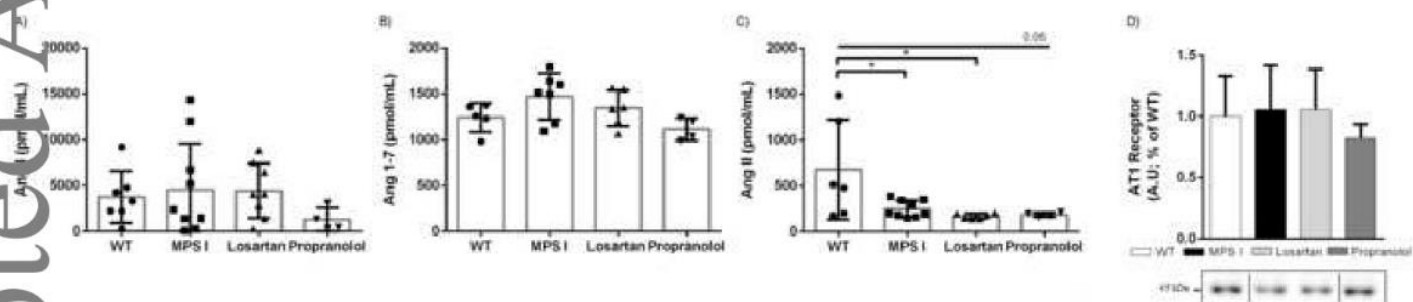 A)
20000
15000
10000
5000
0
WT
MPS I
Losartan
Propranolol
B)
Ang 1-7 (pmol/mL)
2000
1500
1000
500
0
WT
MPS I
Losartan
Propranolol
C)
Ang II (pmol/mL)
2000
1500
1000
500
0
0.06
*
*
WT
MPS I
Losartan
Propranolol
D)
AT1 Receptor
(A.U; % of WT)
1.5
1.0
0.5
0.0
WT
MPS I
Losartan
Propranolol